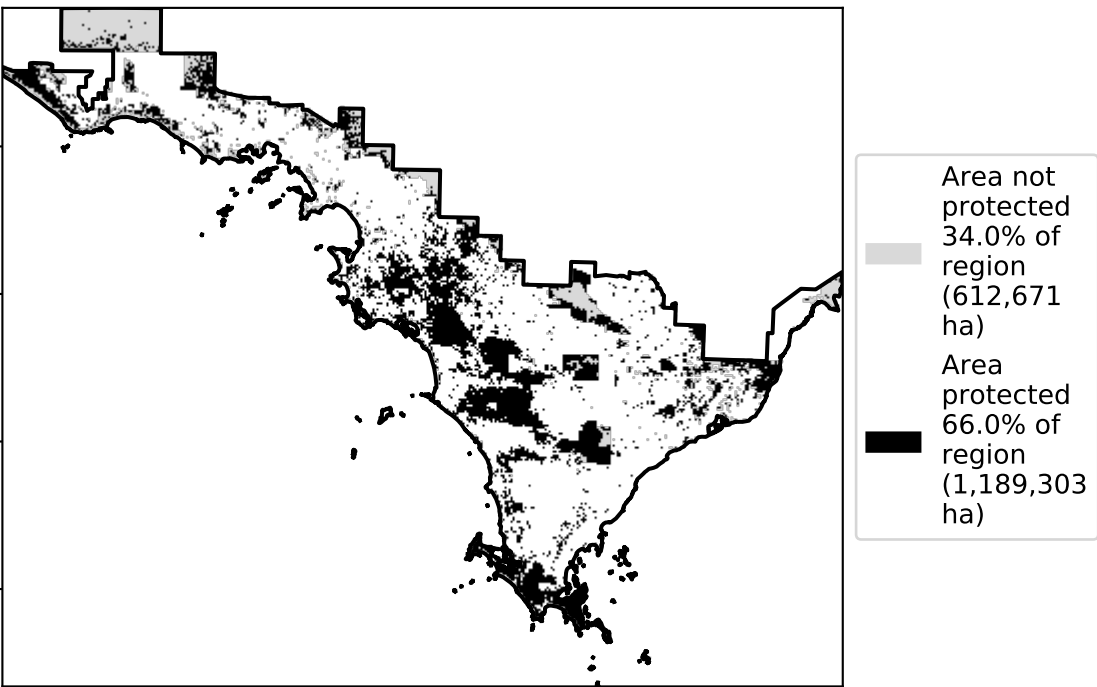 Area not
protected
34.0% of
region
(612,671
ha)
Area
protected
66.0% of
region
(1,189,303
ha)